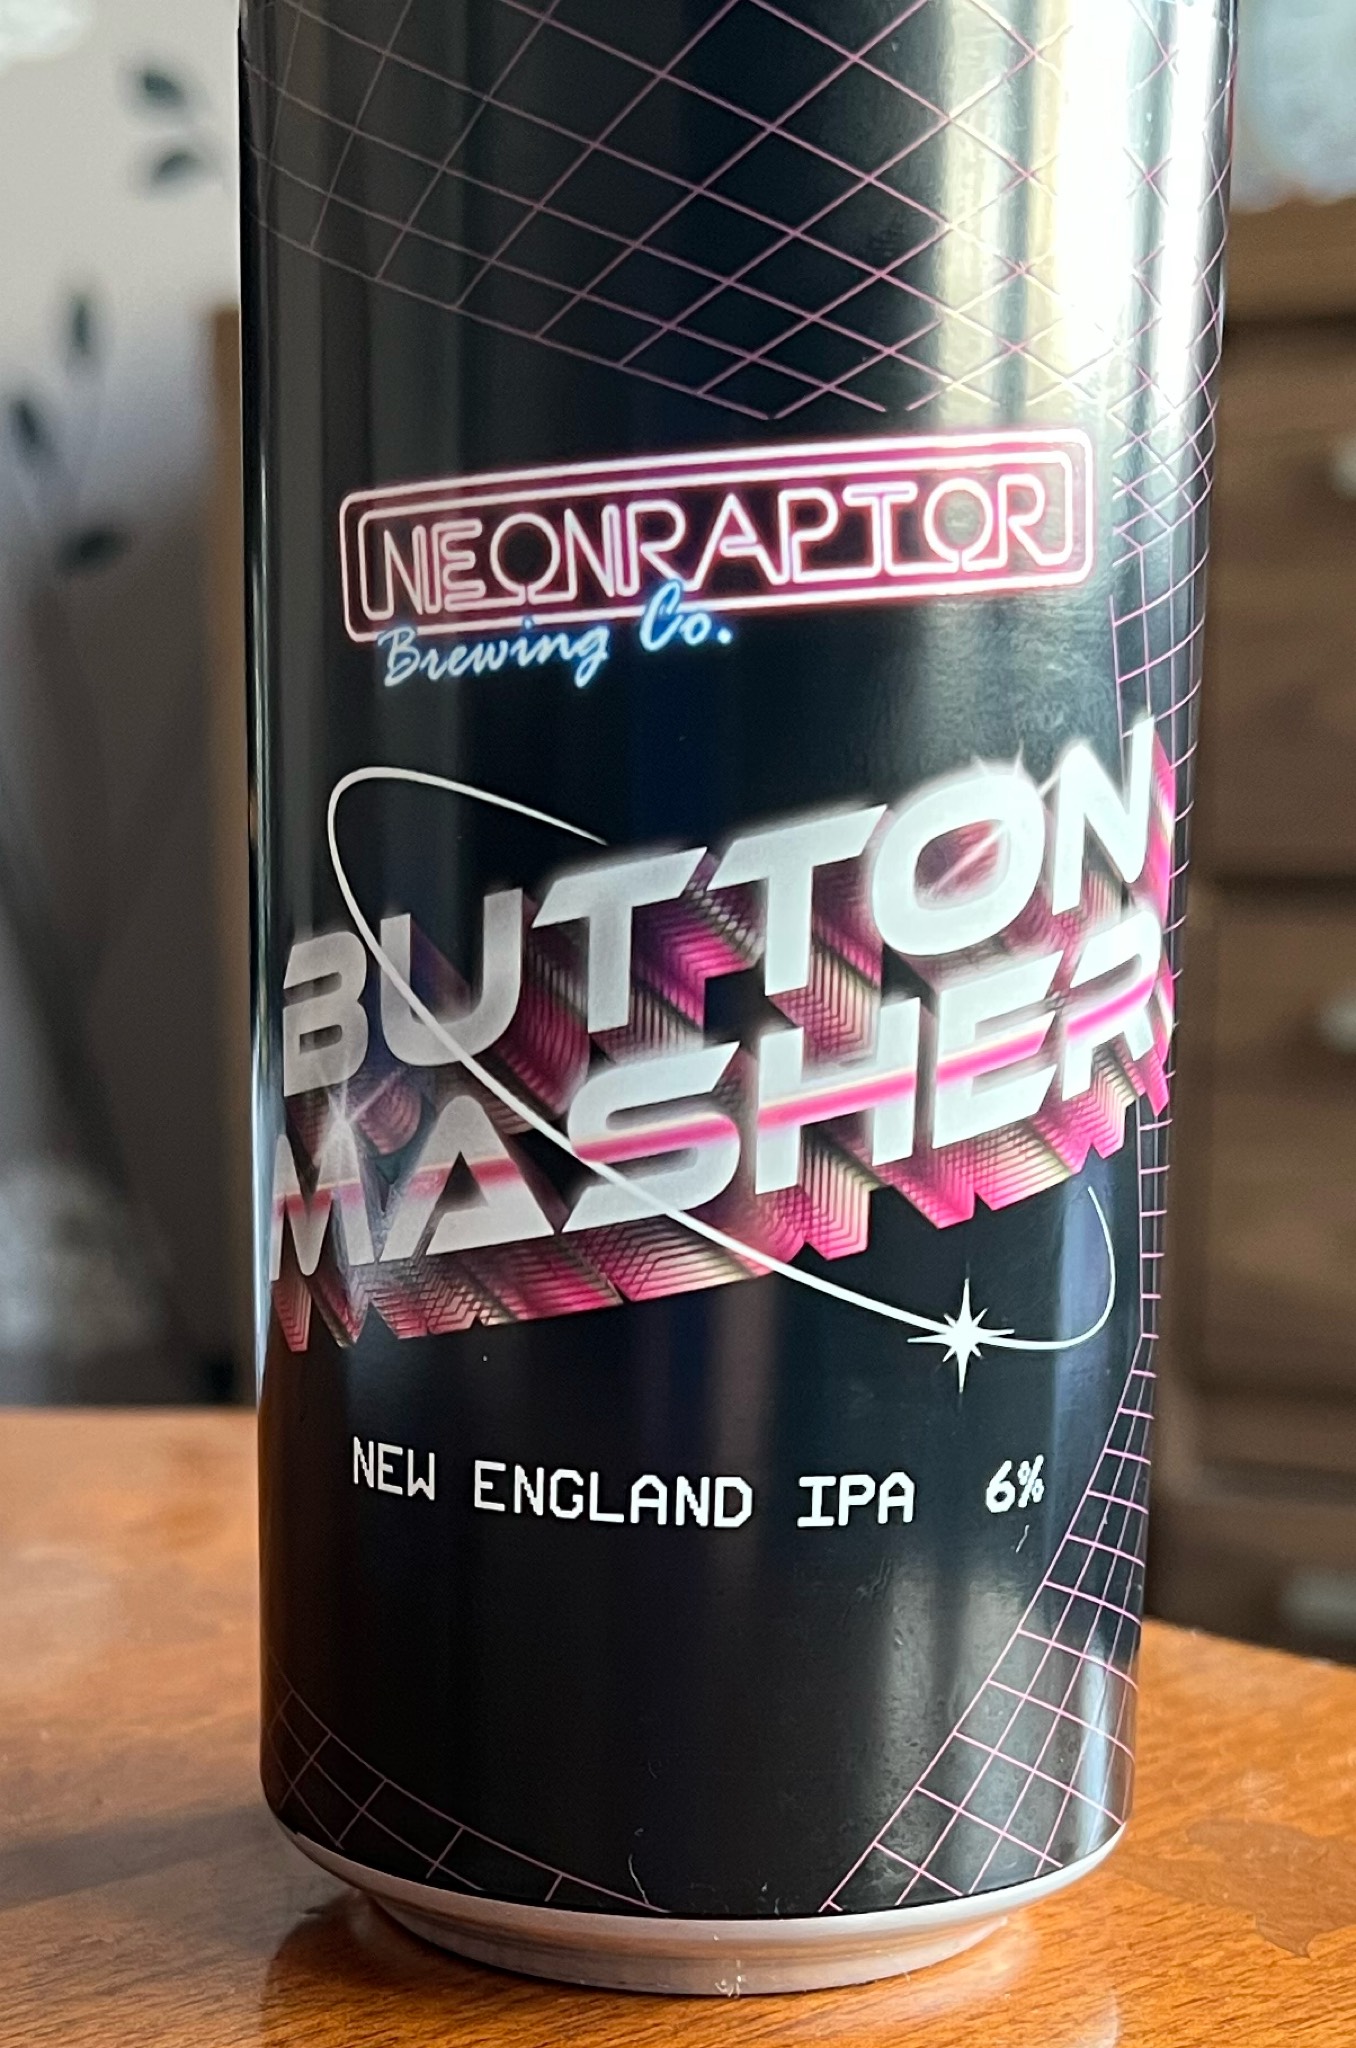 NEONRAPTOR
Brewing Co.
BUTTON
MASHER
NEW ENGLAND IPA 6%